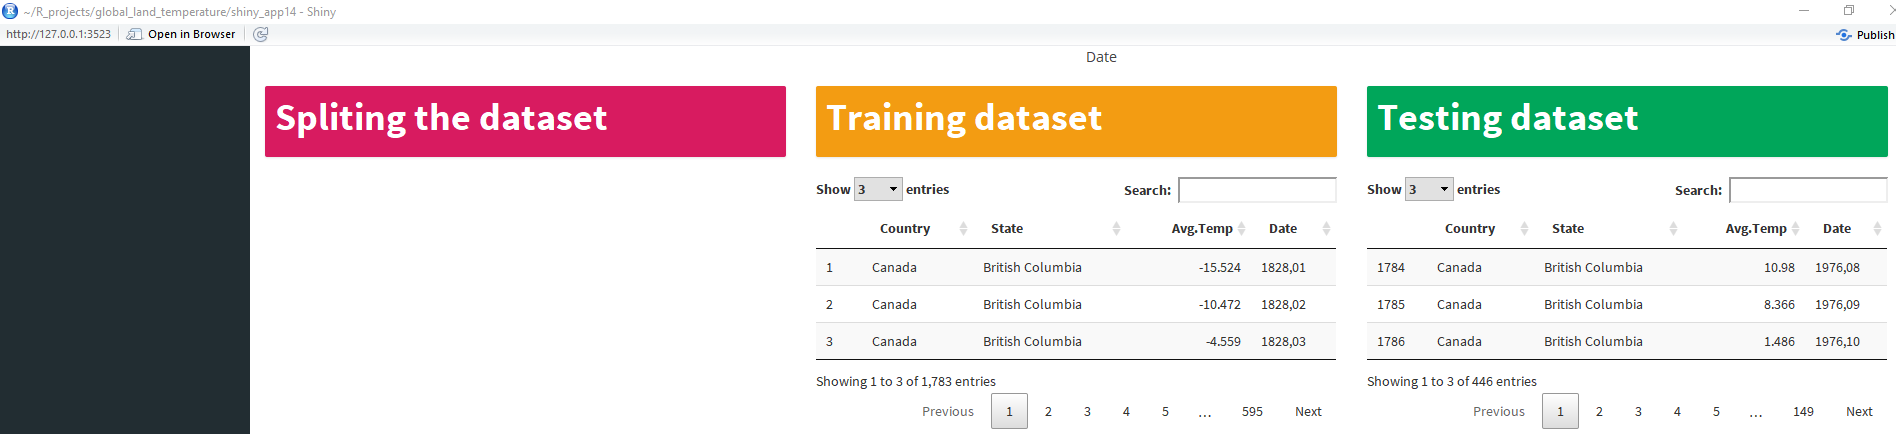 ~/R_projects/global_land_temperature/shiny_app14 - Shiny
http://127.0.0.1:3523 Open in Browser Publish
Date
Spliting the dataset
Training dataset
Show 3 entries Search:
Country State Avg.Temp Date
1 Canada British Columbia -15.524 1828,01
2 Canada British Columbia -10.472 1828,02
3 Canada British Columbia -4.559 1828,03
Showing 1 to 3 of 1,783 entries
Previous 1 2 3 4 5 … 595 Next
Testing dataset
Show 3 entries Search:
Country State Avg.Temp Date
1784 Canada British Columbia 10.98 1976,08
1785 Canada British Columbia 8.366 1976,09
1786 Canada British Columbia 1.486 1976,10
Showing 1 to 3 of 446 entries
Previous 1 2 3 4 5 … 149 Next